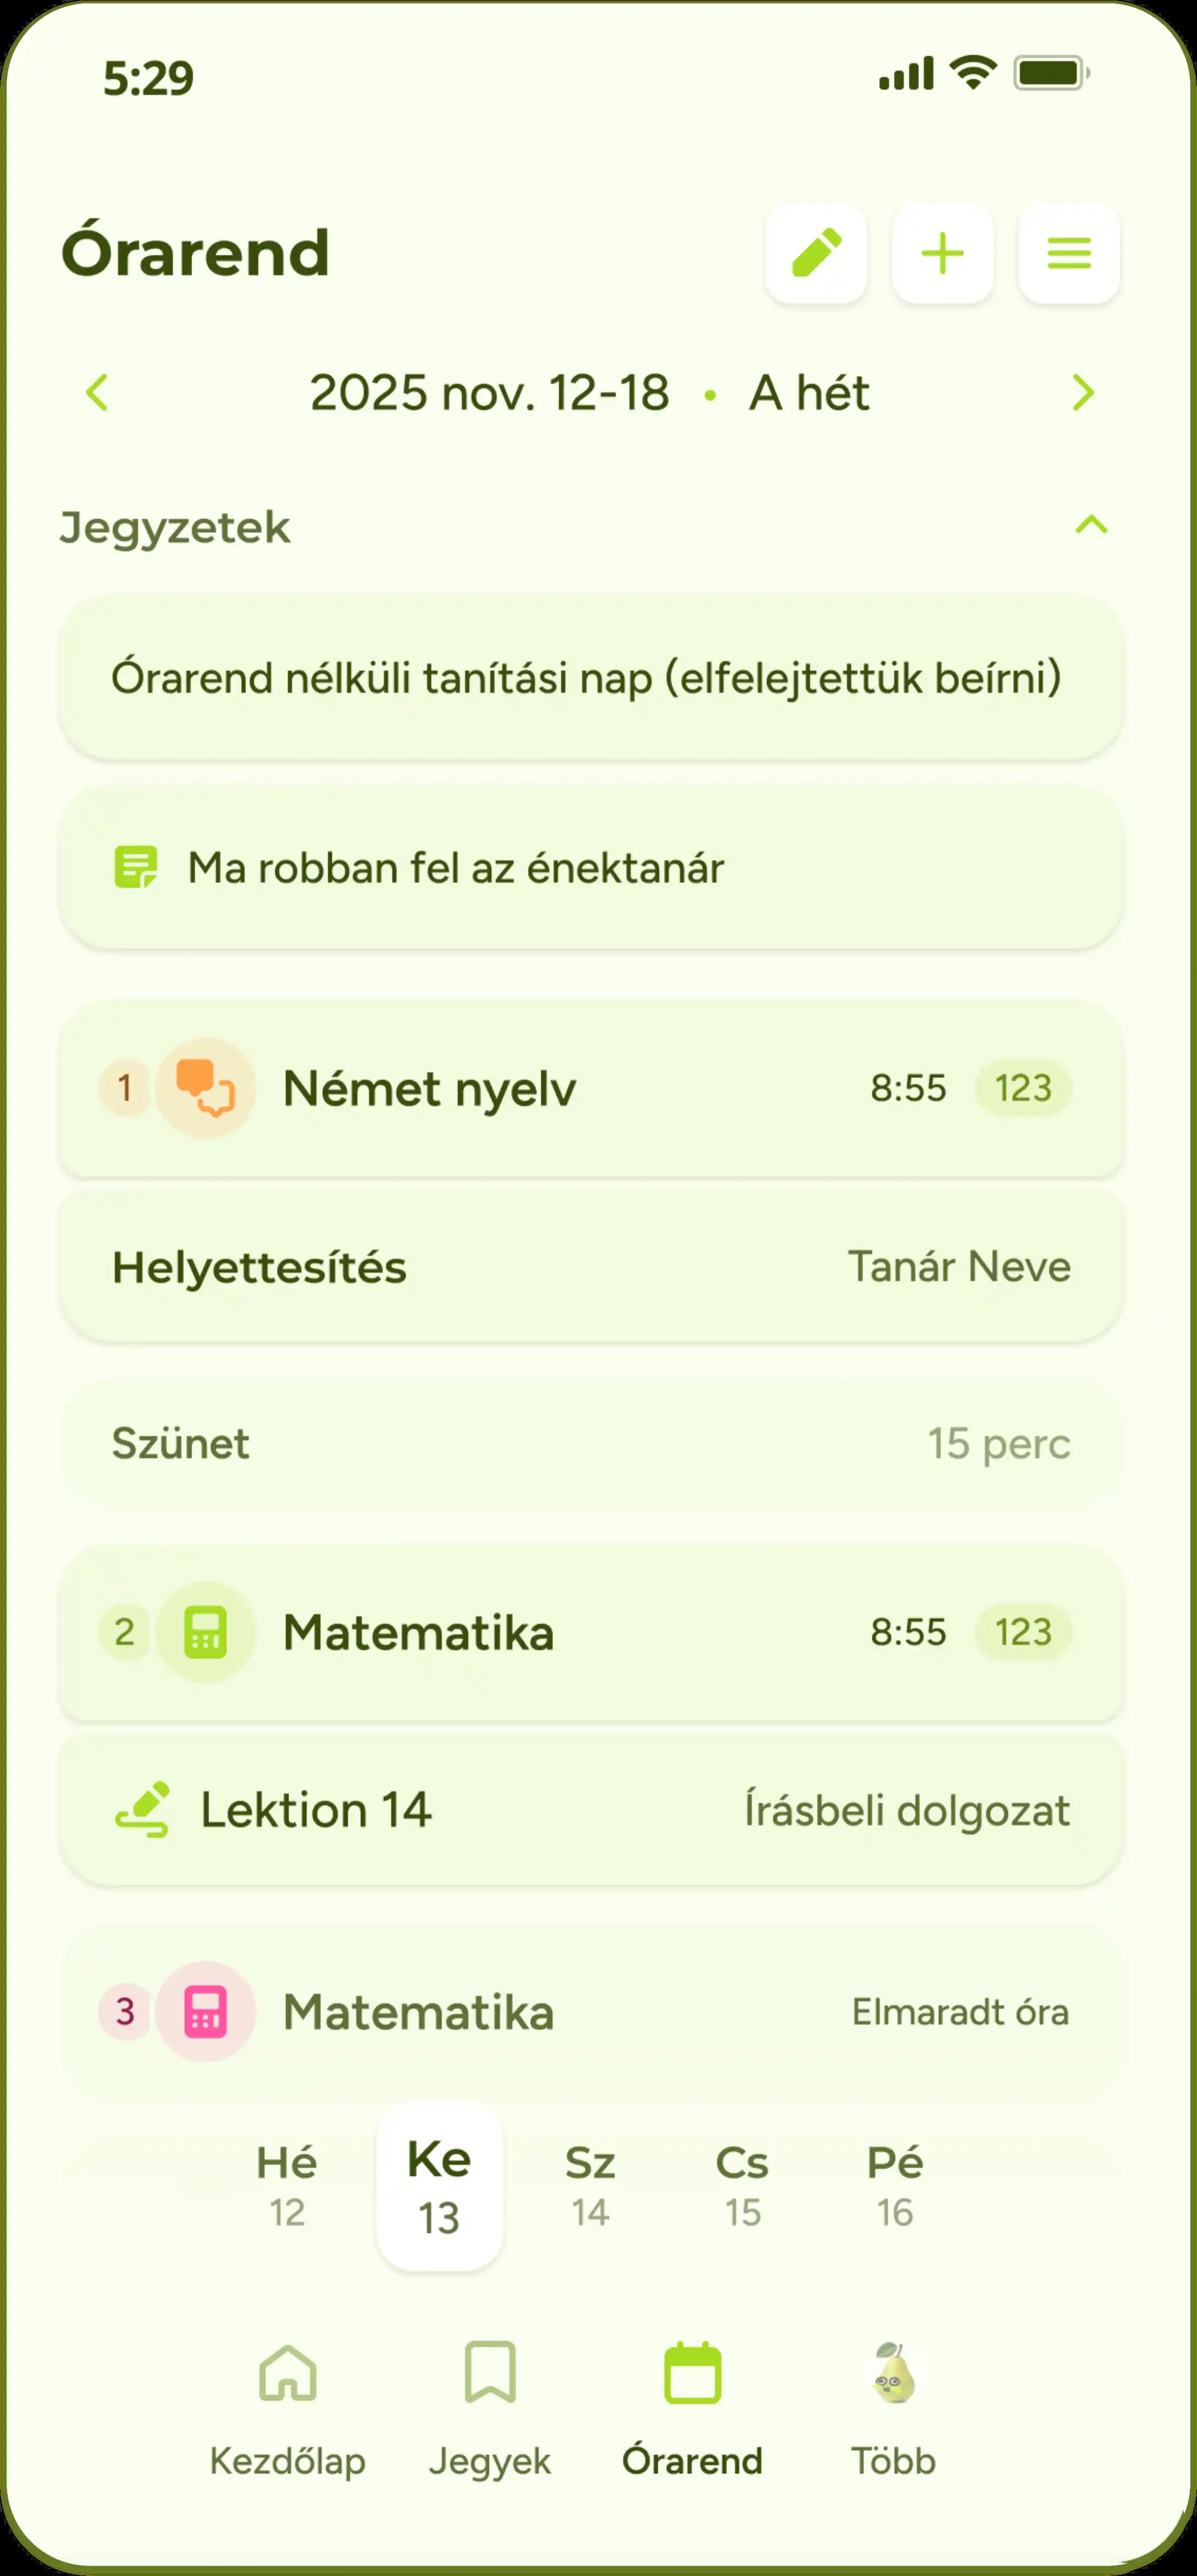 5:29
Órarend
2025 nov. 12-18 • A hét
Jegyzetek
Órarend nélküli tanítási nap (elfelejtettük beírni)
Ma robban fel az énektanár
1 Német nyelv 8:55 123
Helyettesítés Tanár Neve
Szünet 15 perc
2 Matematika 8:55 123
Lektion 14 Írásbeli dolgozat
3 Matematika Elmaradt óra
Hé Ke Sz Cs Pé
12 13 14 15 16
Kezdőlap Jegyek Órarend Több